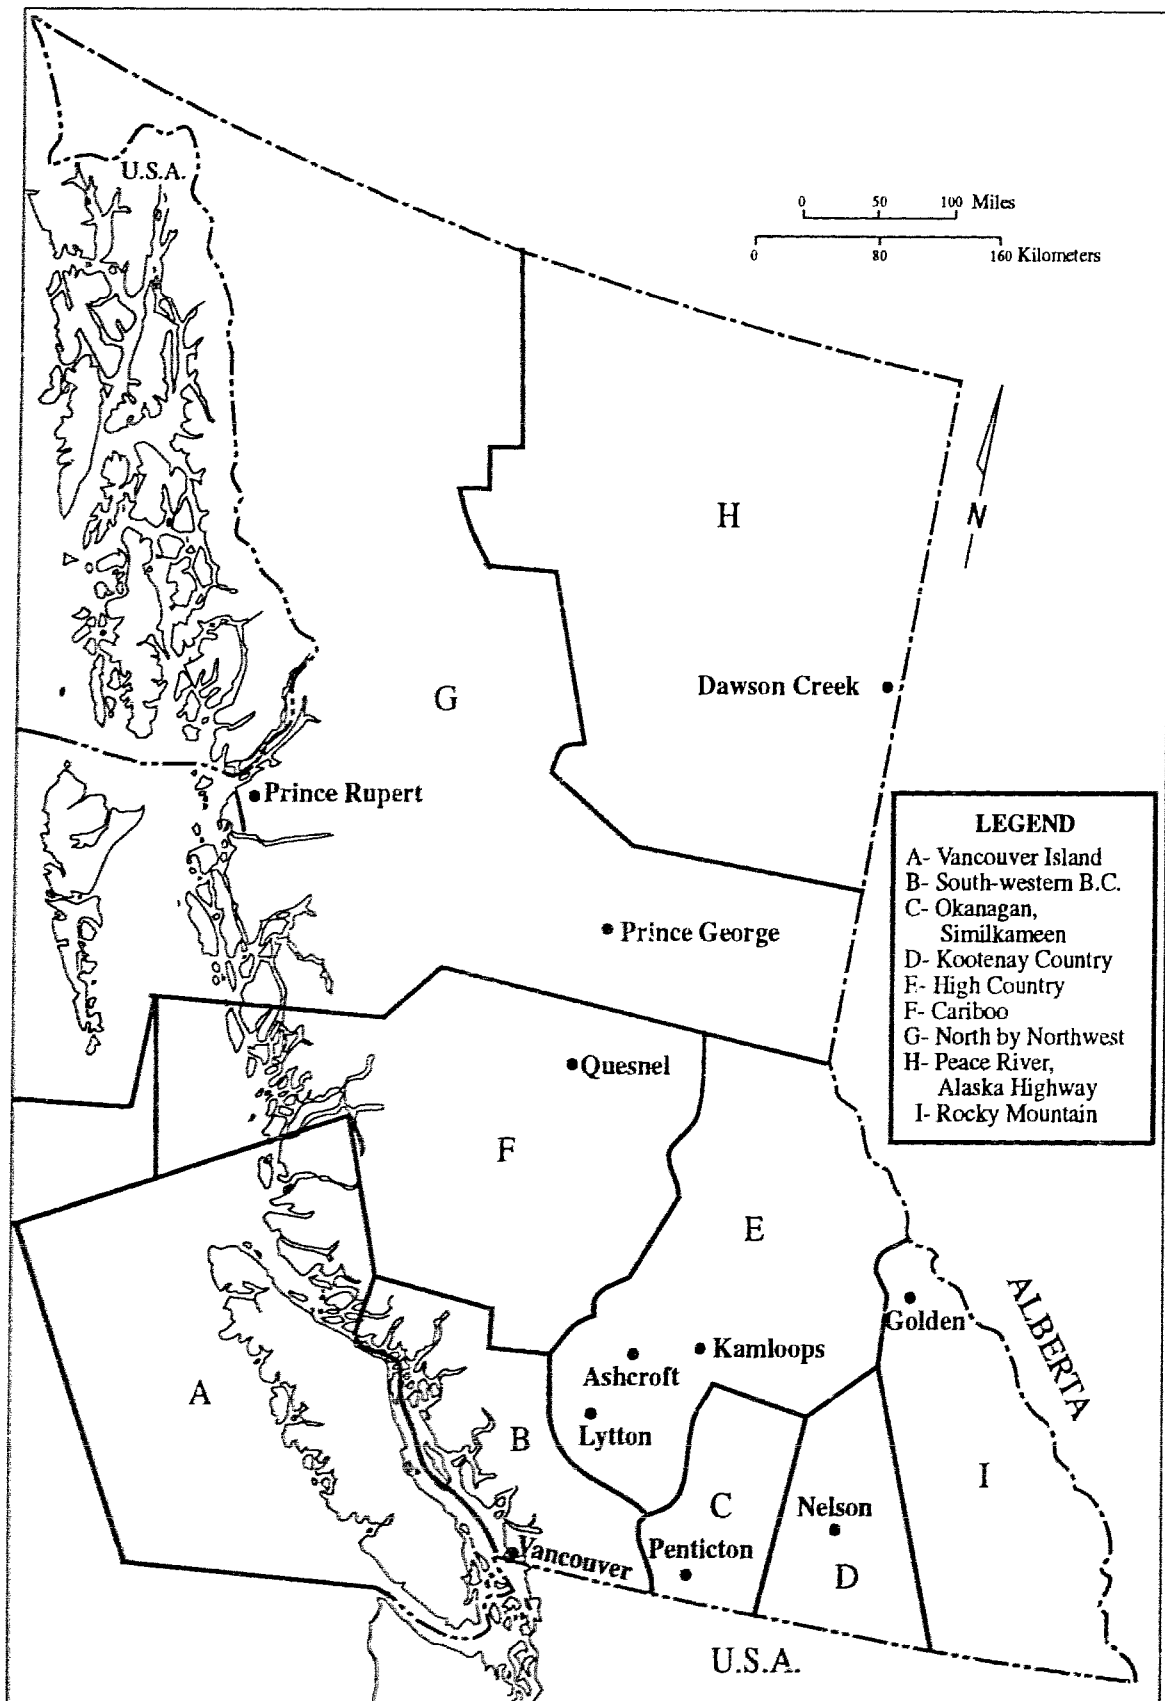 U.S.A.
0 50 100 Miles
0 80 160 Kilometers
N
H
Dawson Creek
G
Prince Rupert
LEGEND
A- Vancouver Island
B- South-western B.C.
C- Okanagan,
Similkameen
D- Kootenay Country
E- High Country
F- Cariboo
G- North by Northwest
H- Peace River,
Alaska Highway
I- Rocky Mountain
Prince George
Quesnel
F
E
ALBERTA
Golden
Kamloops
Ashcroft
A
Lytton
B
I
C
Nelson
Penticton
Vancouver
D
U.S.A.